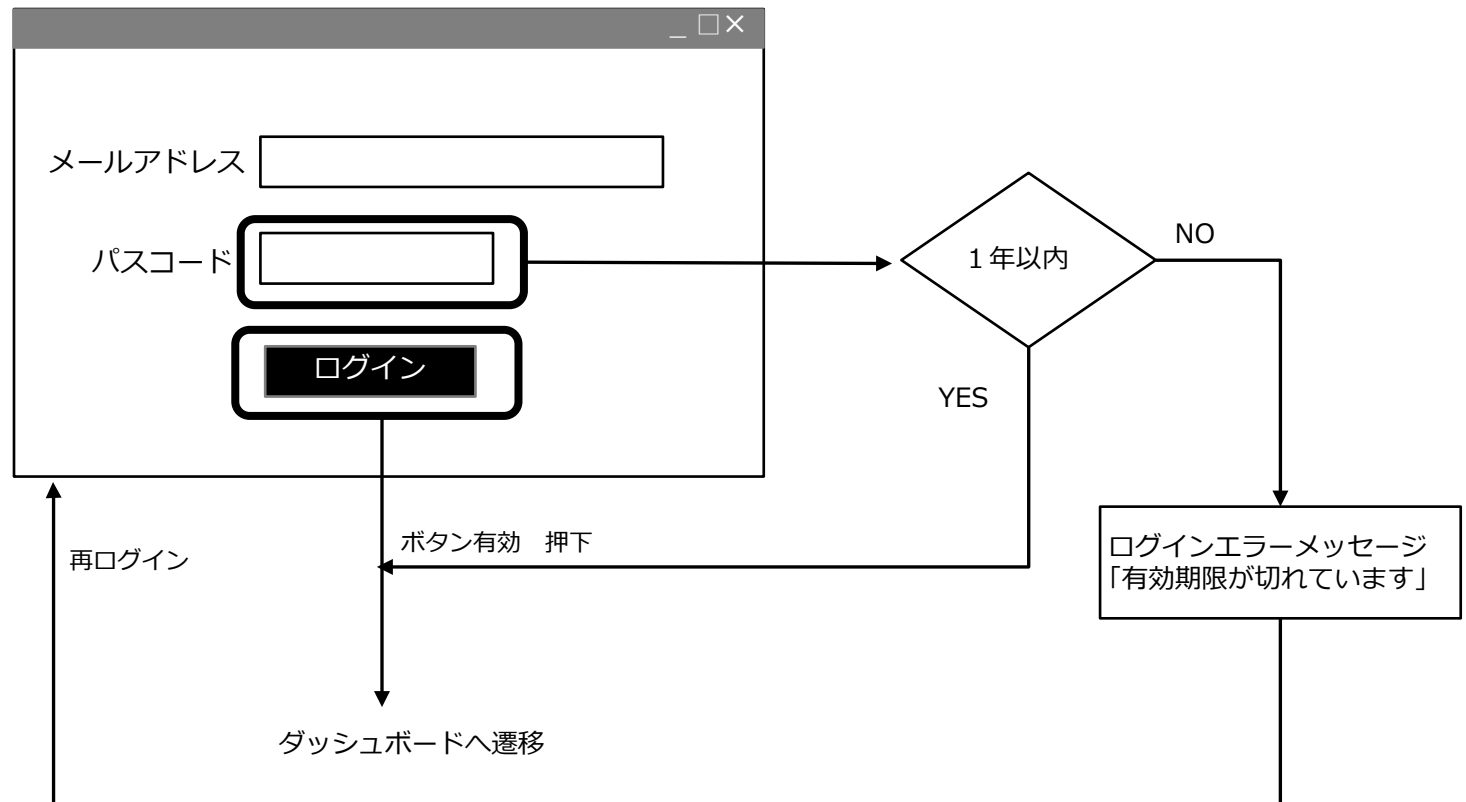 メールアドレス
パスコード
ログイン
1年以内
NO
YES
ボタン有効　押下
再ログイン
ログインエラーメッセージ
「有効期限が切れています」
ダッシュボードへ遷移